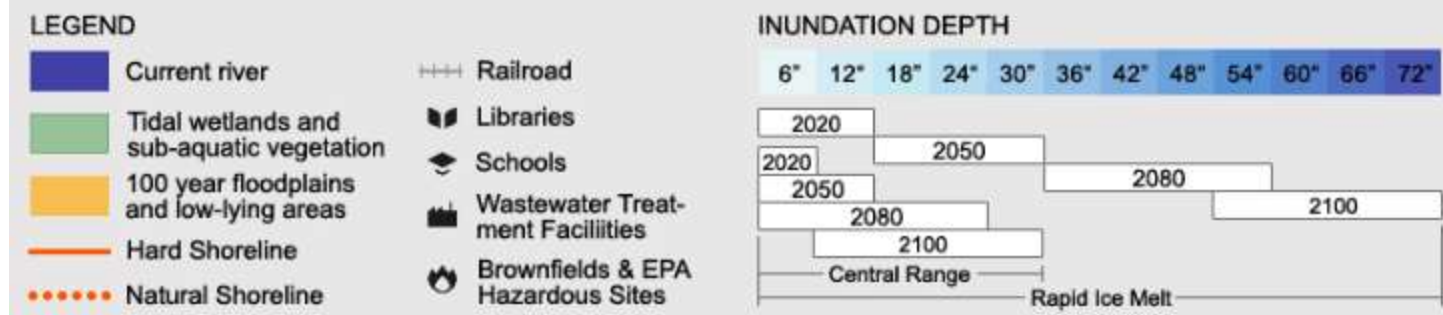 LEGEND
Current river
Tidal wetlands and
sub-aquatic vegetation
100 year floodplains
and low-lying areas
Hard Shoreline
Natural Shoreline
Railroad
Libraries
Schools
Wastewater Treat-
ment Faciliities
Brownfields & EPA
Hazardous Sites
INUNDATION DEPTH
6" 12" 18" 24" 30" 36" 42" 48" 54" 60" 66" 72"
2020
2050
2020
2080
2050
2100
2080
2100
Central Range
Rapid Ice Melt